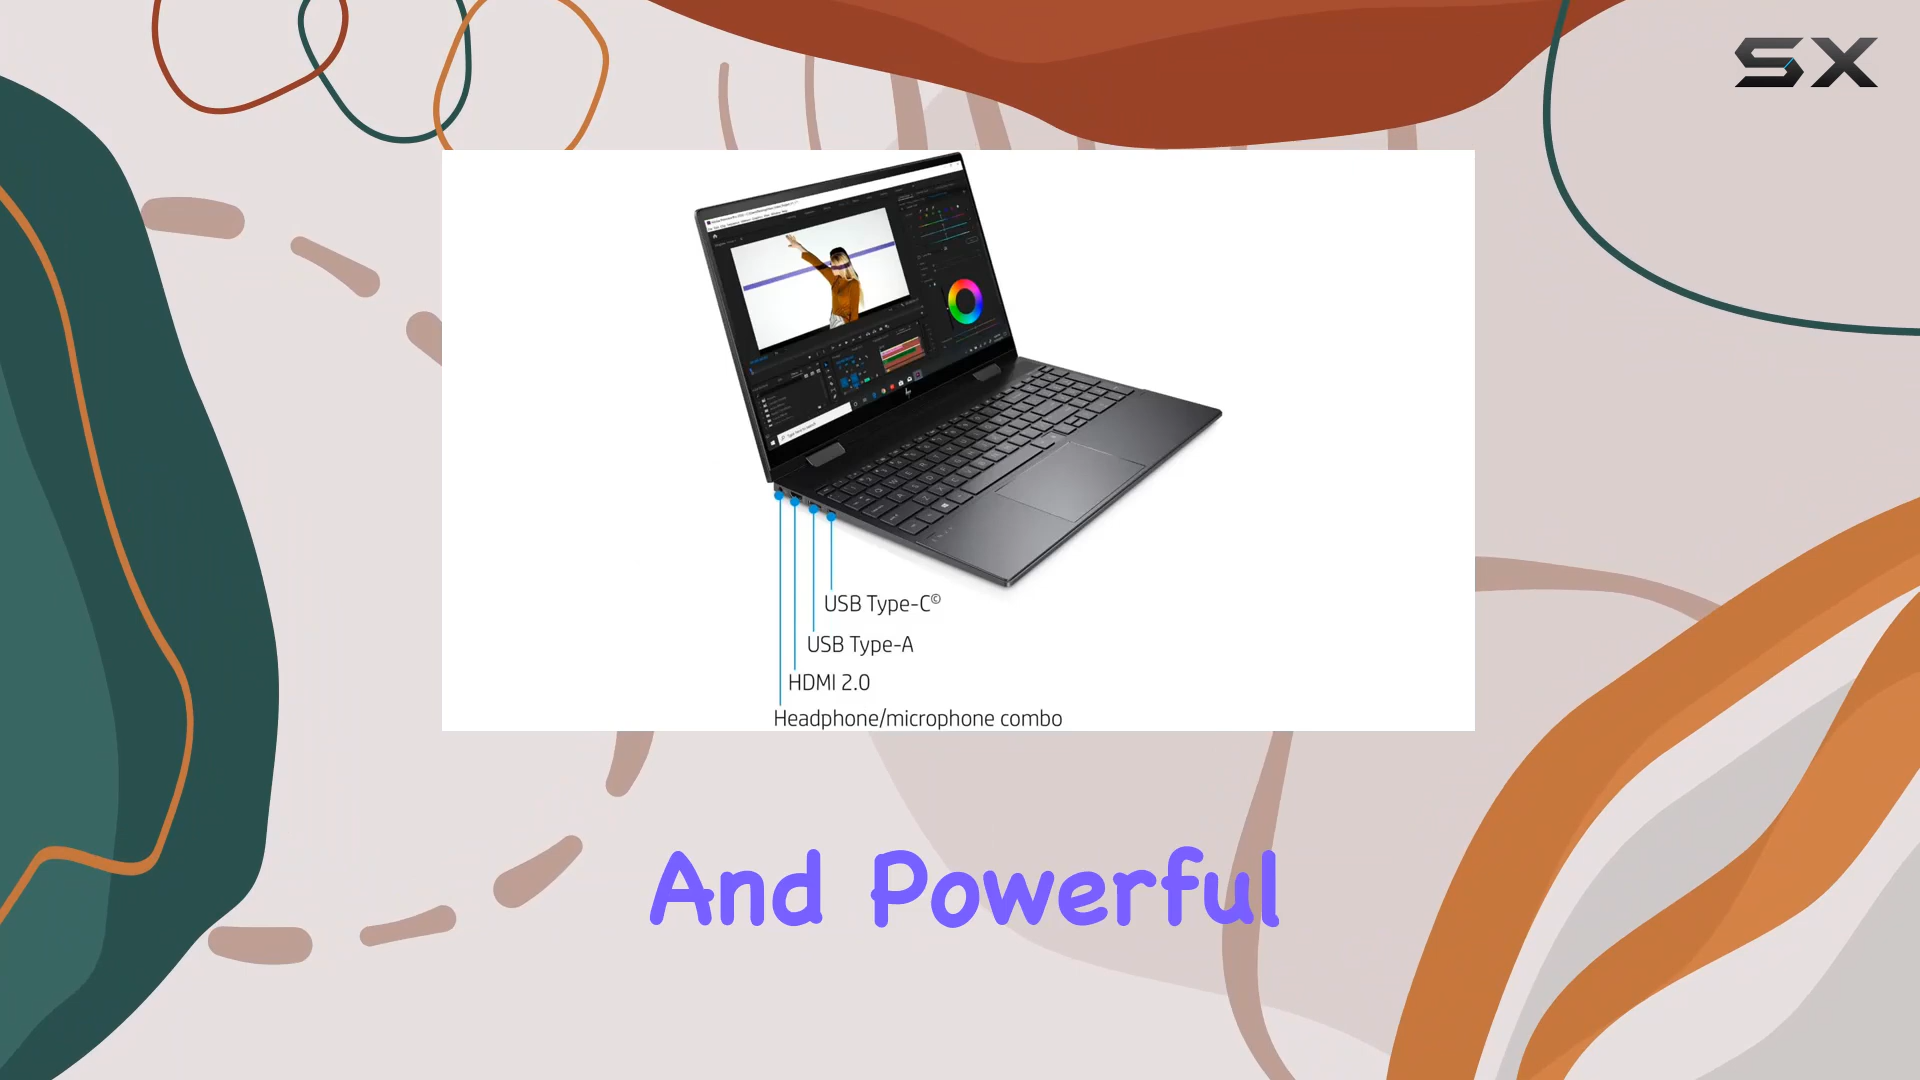 SX
USB Type-C©
USB Type-A
HDMI 2.0
Headphone/microphone combo
And Powerful